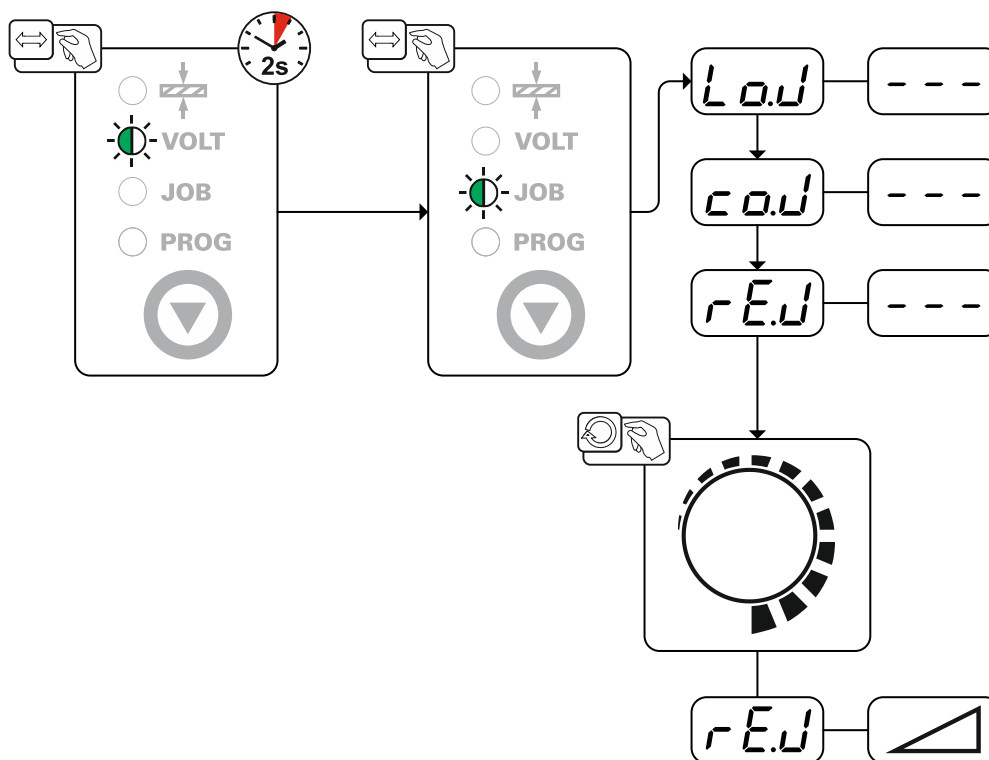 2s
VOLT
JOB
PROG
VOLT
JOB
PROG
Lo.J
- - -
co.J
- - -
rE.J
- - -
rE.J